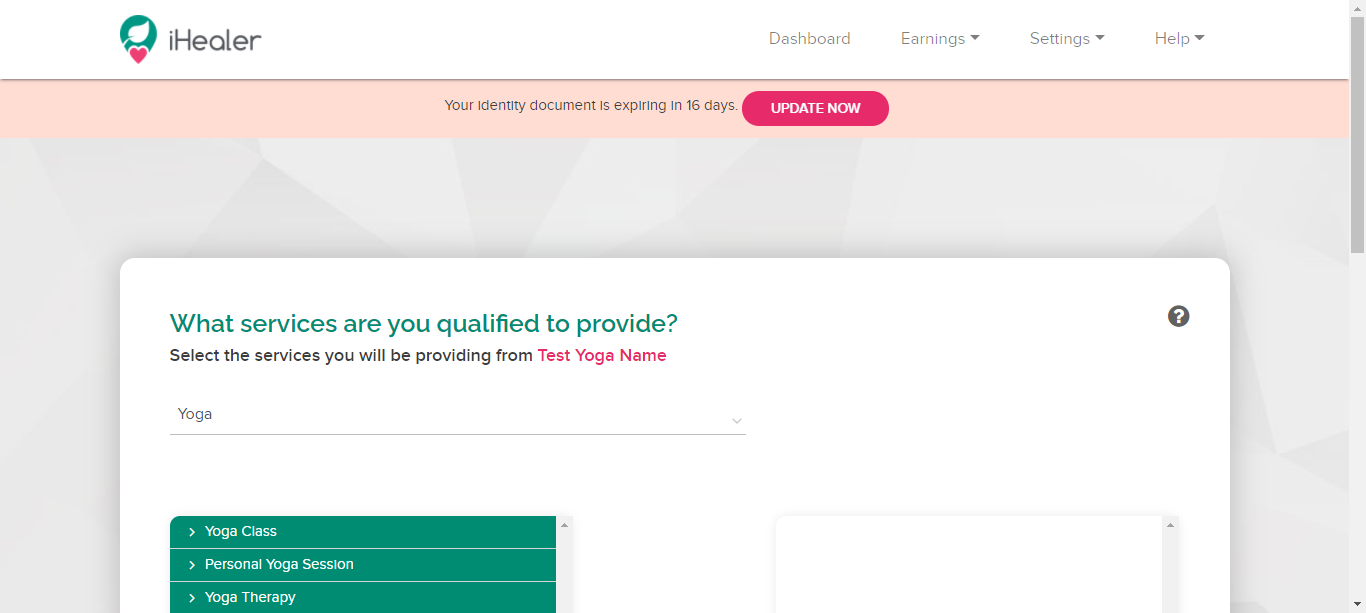 iHealer
Dashboard Earnings Settings Help
Your identity document is expiring in 16 days. UPDATE NOW
What services are you qualified to provide?
Select the services you will be providing from Test Yoga Name
Yoga
Yoga Class
Personal Yoga Session
Yoga Therapy